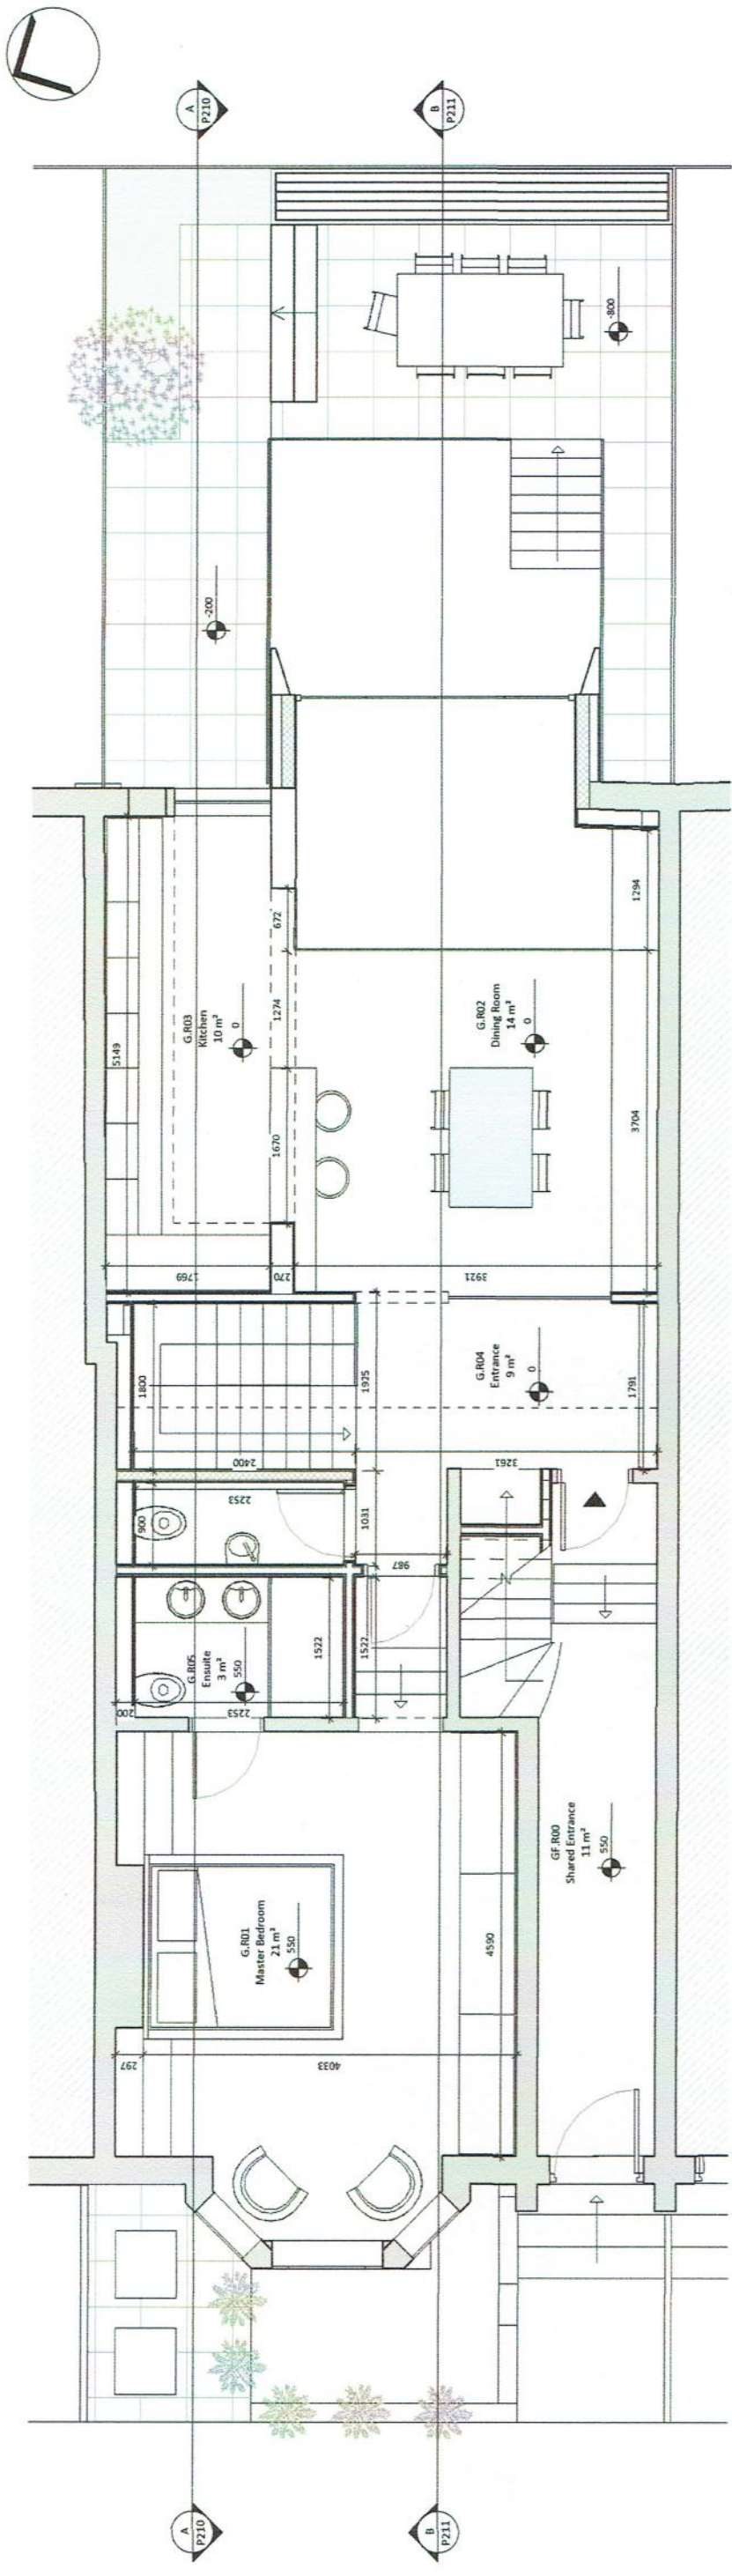 A
P210
B
P211
-800
-200
672
1294
G.R03
Kitchen
10 m²
0
1274
G.R02
Dining Room
14 m²
0
5149
1670
3704
1769
270
3921
1800
1925
G.R04
Entrance
9 m²
0
1791
2400
3261
2253
900
1031
987
G.R05
Ensuite
3 m²
550
1522
1522
200
2253
GF.R00
Shared Entrance
11 m²
550
G.R01
Master Bedroom
21 m²
550
4590
297
4033
A
P210
B
P211